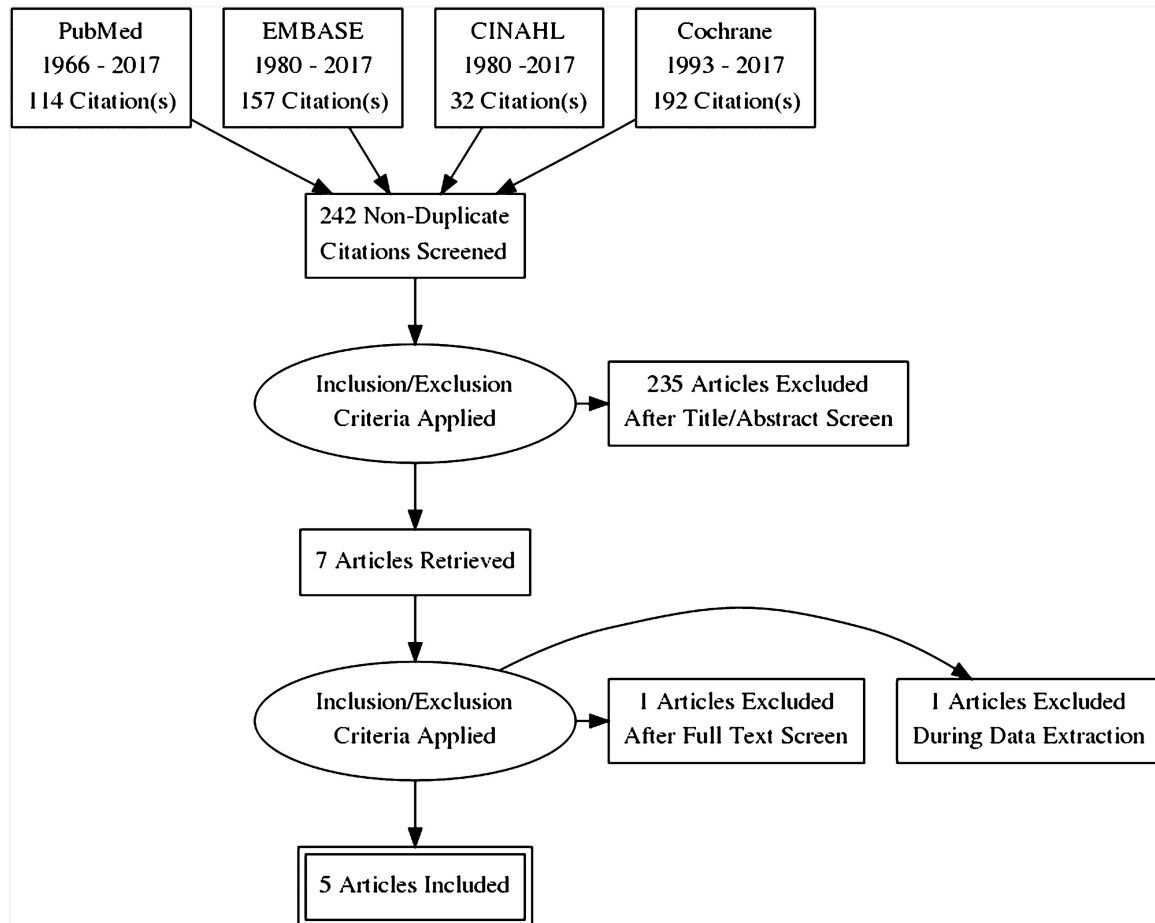 PubMed
1966 - 2017
114 Citation(s)
EMBASE
1980 - 2017
157 Citation(s)
CINAHL
1980 -2017
32 Citation(s)
Cochrane
1993 - 2017
192 Citation(s)
242 Non-Duplicate
Citations Screened
Inclusion/Exclusion
Criteria Applied
235 Articles Excluded
After Title/Abstract Screen
7 Articles Retrieved
Inclusion/Exclusion
Criteria Applied
1 Articles Excluded
After Full Text Screen
1 Articles Excluded
During Data Extraction
5 Articles Included